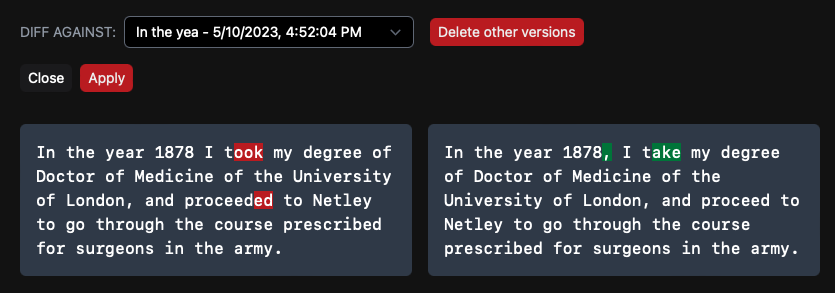 DIFF AGAINST: In the yea - 5/10/2023, 4:52:04 PM Delete other versions
Close Apply
In the year 1878 I took my degree of
Doctor of Medicine of the University
of London, and proceeded to Netley
to go through the course prescribed
for surgeons in the army.
In the year 1878, I take my degree
of Doctor of Medicine of the
University of London, and proceed to
Netley to go through the course
prescribed for surgeons in the army.